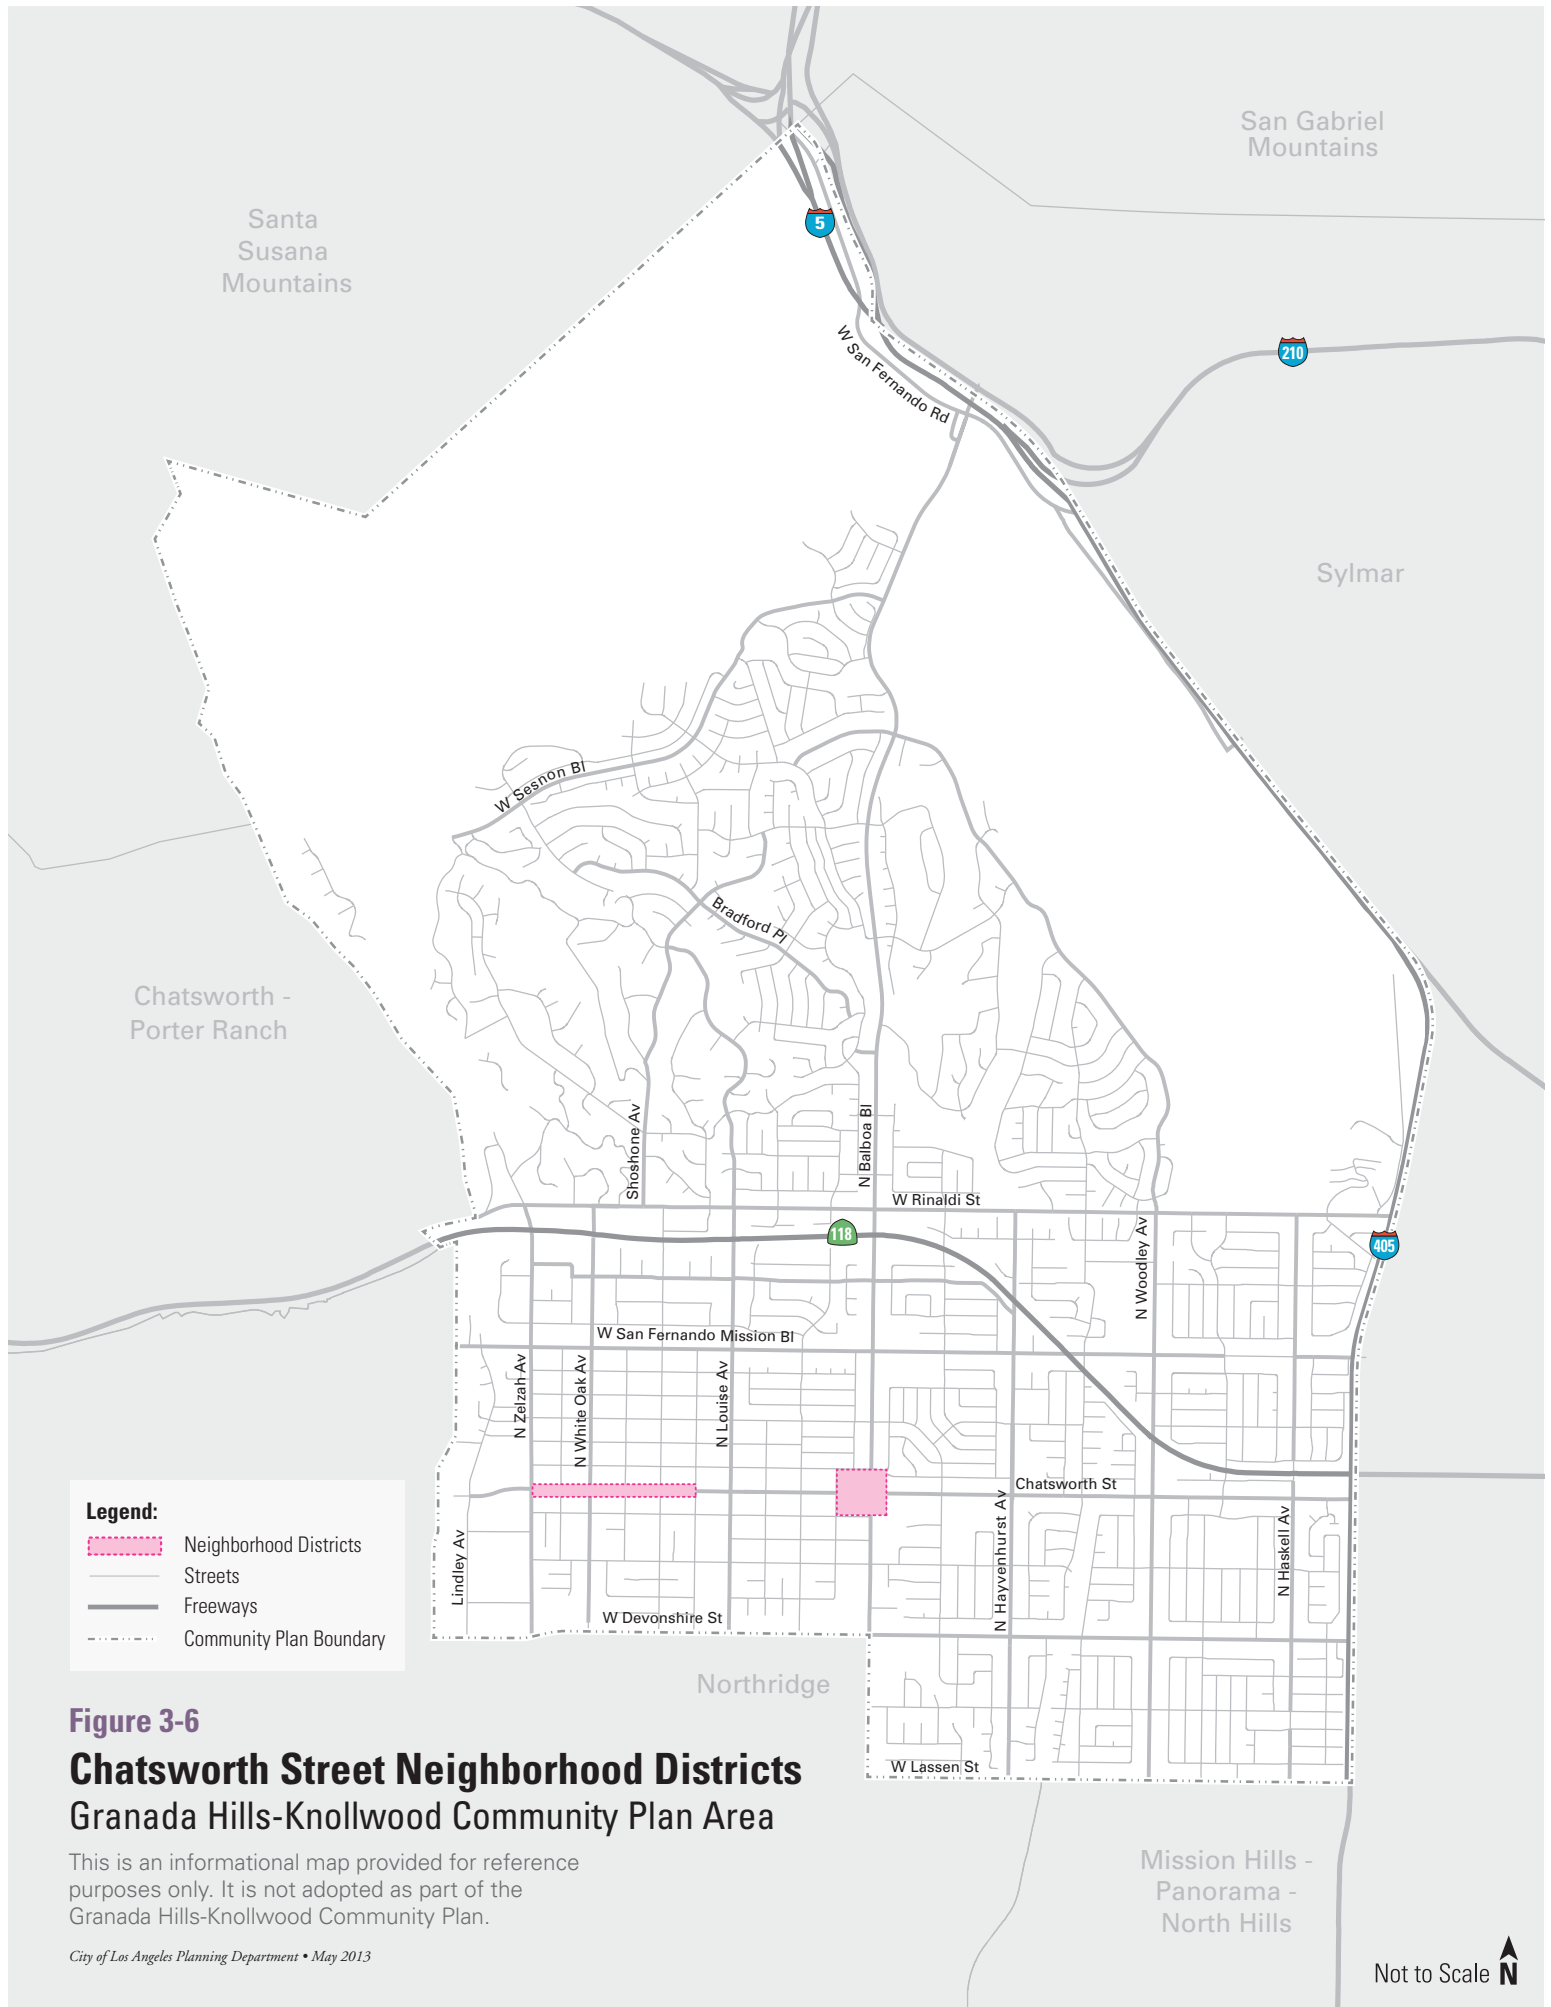 San Gabriel
Mountains
Santa
Susana
Mountains
5
W San Fernando Rd
210
Sylmar
W Sesnon Bl
Bradford Pl
Chatsworth -
Porter Ranch
Shoshone Av
N Balboa Bl
W Rinaldi St
118
N Woodley Av
405
W San Fernando Mission Bl
N Zelzah Av
N White Oak Av
N Louise Av
Chatsworth St
N Hayvenhurst Av
N Haskell Av
Lindley Av
W Devonshire St
Northridge
W Lassen St
Legend:
Neighborhood Districts
Streets
Freeways
Community Plan Boundary
Figure 3-6
Chatsworth Street Neighborhood Districts
Granada Hills-Knollwood Community Plan Area
This is an informational map provided for reference
purposes only. It is not adopted as part of the
Granada Hills-Knollwood Community Plan.
City of Los Angeles Planning Department • May 2013
Mission Hills -
Panorama -
North Hills
Not to Scale N